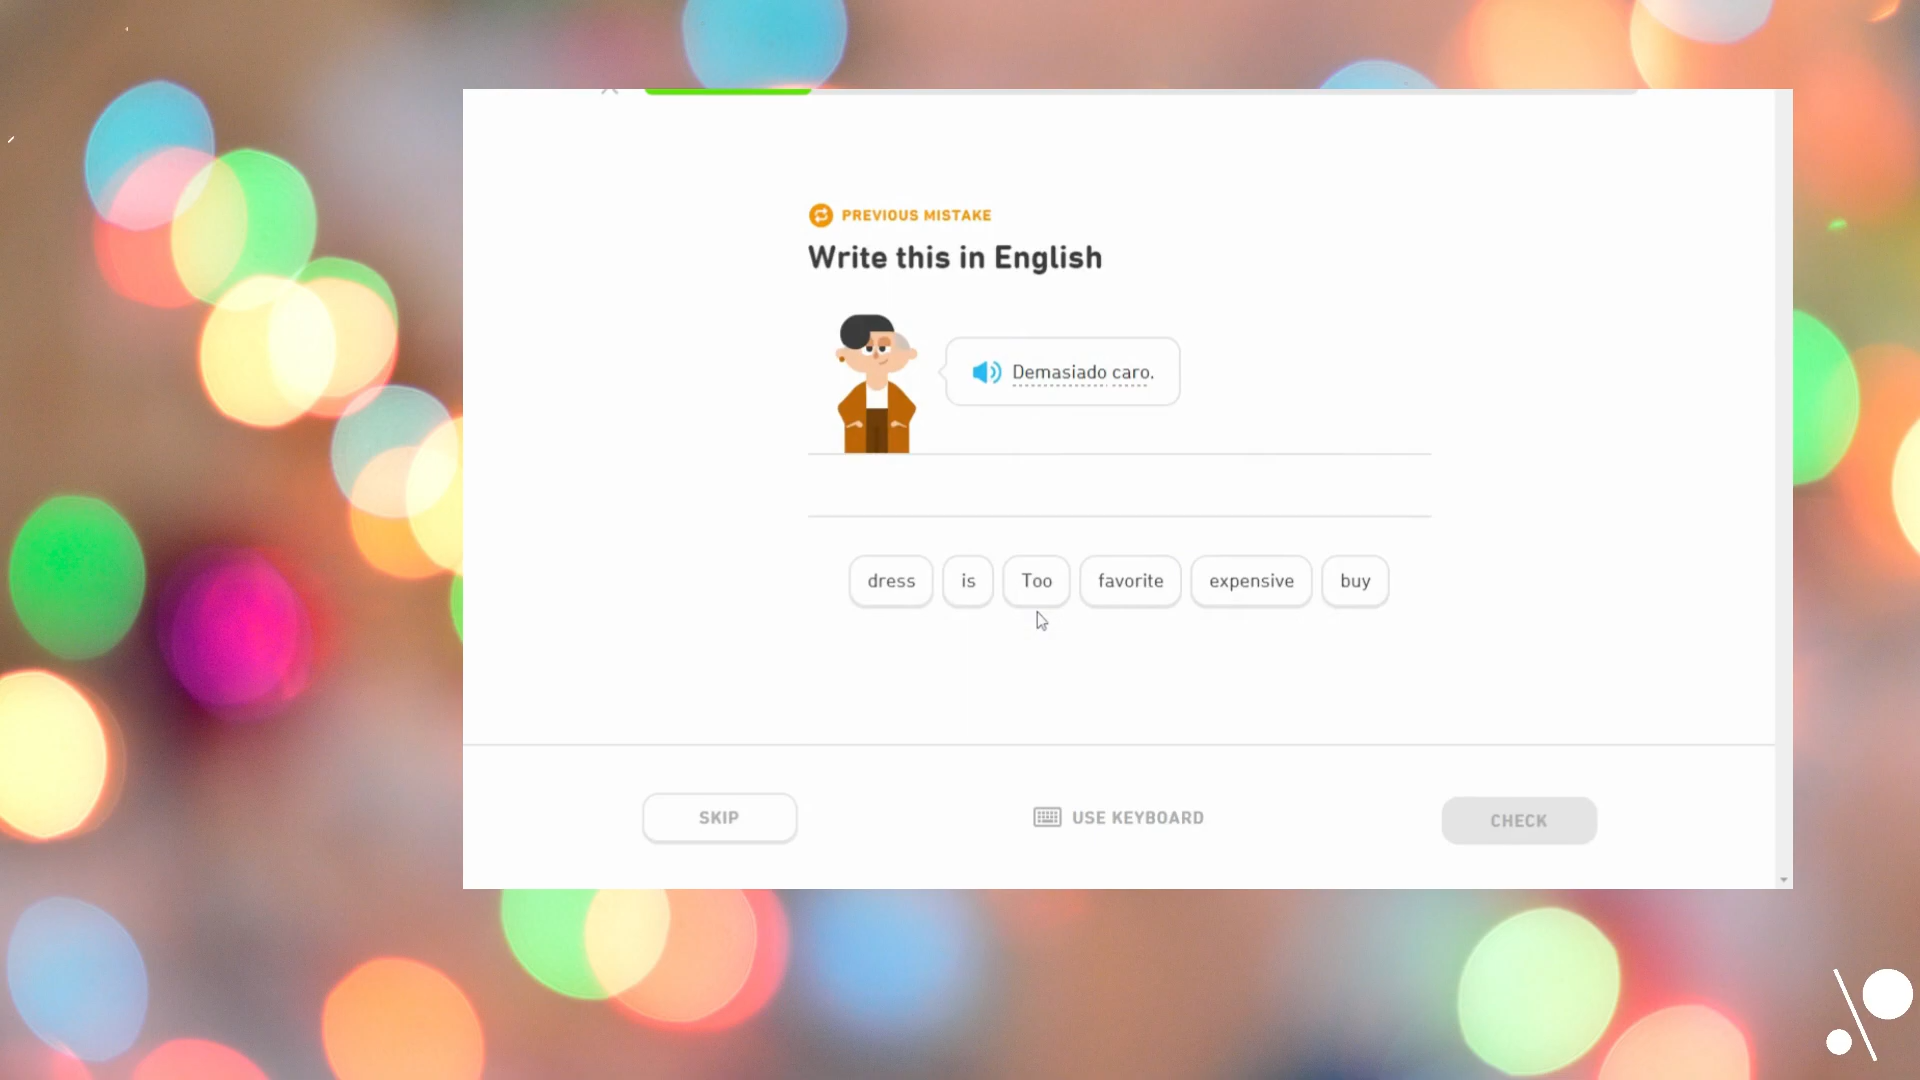 PREVIOUS MISTAKE
Write this in English
Demasiado caro.
dress is Too favorite expensive buy
SKIP USE KEYBOARD CHECK